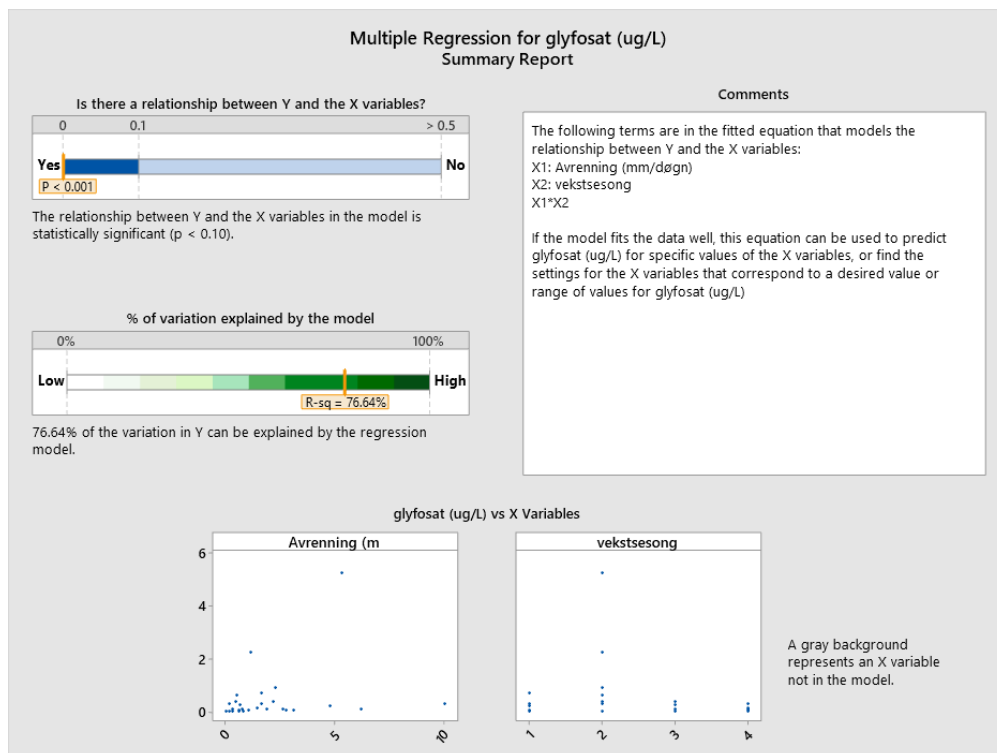 Multiple Regression for glyfosat (ug/L)
Summary Report
Is there a relationship between Y and the X variables?
0 0.1 > 0.5
Yes No
P < 0.001
The relationship between Y and the X variables in the model is
statistically significant (p < 0.10).
% of variation explained by the model
0% 100%
Low High
R-sq = 76.64%
76.64% of the variation in Y can be explained by the regression
model.
Comments
The following terms are in the fitted equation that models the
relationship between Y and the X variables:
X1: Avrenning (mm/døgn)
X2: vekstsesong
X1*X2
If the model fits the data well, this equation can be used to predict
glyfosat (ug/L) for specific values of the X variables, or find the
settings for the X variables that correspond to a desired value or
range of values for glyfosat (ug/L)
glyfosat (ug/L) vs X Variables
Avrenning (m vekstsesong
6
4
2
0
0 5 10 1 2 3 4
A gray background
represents an X variable
not in the model.